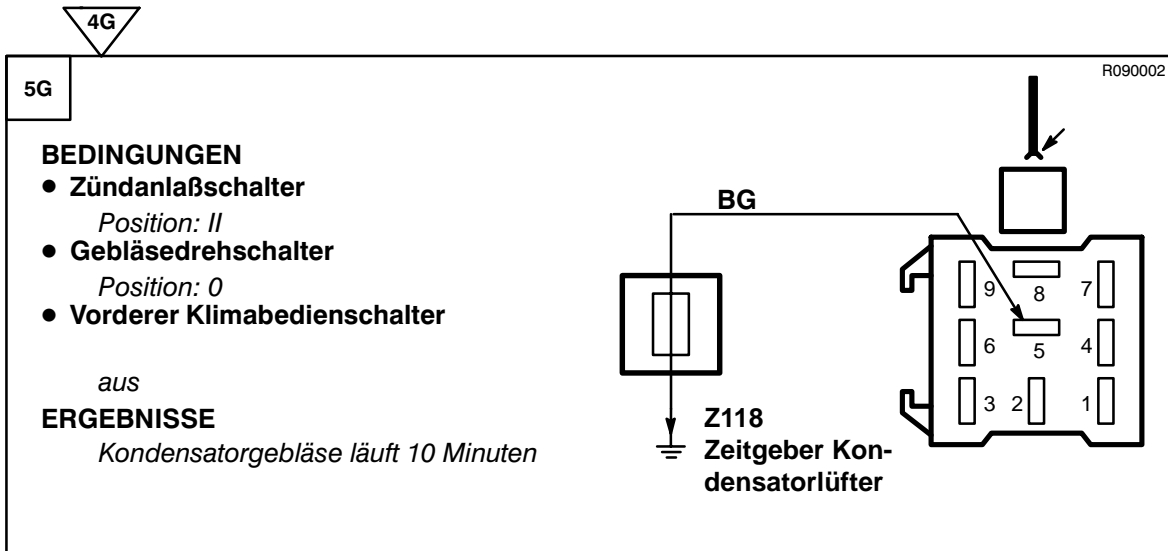 4G
5G
R090002
BEDINGUNGEN
● Zündanlaßschalter
Position: II
● Gebläsedrehschalter
Position: 0
● Vorderer Klimabedienschalter
aus
ERGEBNISSE
Kondensatorgebläse läuft 10 Minuten
BG
Z118
Zeitgeber Kon-
densatorlüfter
9 8 7
6 5 4
3 2 1